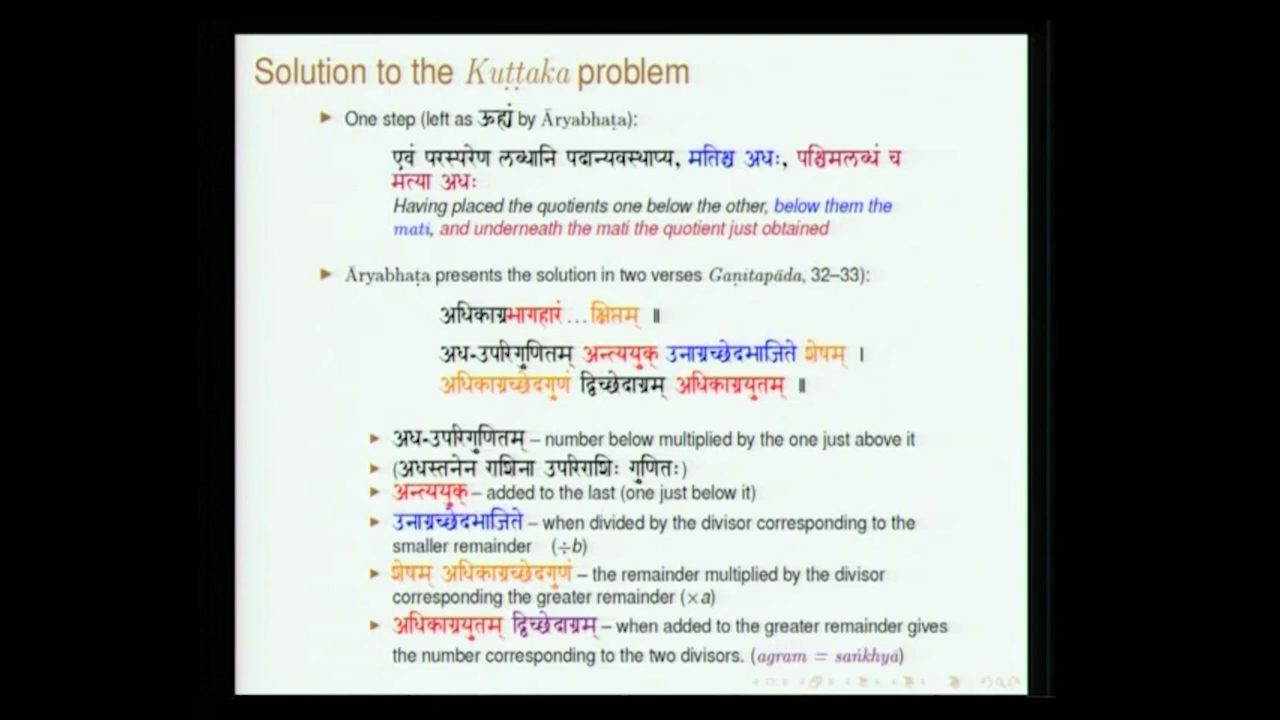 Solution to the Kuṭṭaka problem
▶ One step (left as ऊह्यं by Āryabhaṭa):
एवं परस्परेण लब्धानि पदान्यवस्थाप्य, मतिश्च अधः, पश्चिमलब्धं च
मत्या अधः
Having placed the quotients one below the other, below them the
mati, and underneath the mati the quotient just obtained
▶ Āryabhaṭa presents the solution in two verses Gaṇitapāda, 32–33):
अधिकाग्रभागहारं ... क्षिप्तम् ॥
अध-उपरिगुणितम् अन्त्ययुक् उनाग्रच्छेदभाजिते शेषम् ।
अधिकाग्रच्छेदगुणं द्विच्छेदाग्रम् अधिकाग्रयुतम् ॥
▶ अध-उपरिगुणितम् – number below multiplied by the one just above it
▶ (अधस्तनेन राशिना उपरिराशिः गुणितः)
▶ अन्त्ययुक् – added to the last (one just below it)
▶ उनाग्रच्छेदभाजिते – when divided by the divisor corresponding to the
smaller remainder (÷b)
▶ शेषम् अधिकाग्रच्छेदगुणं – the remainder multiplied by the divisor
corresponding the greater remainder (×a)
▶ अधिकाग्रयुतम् द्विच्छेदाग्रम् – when added to the greater remainder gives
the number corresponding to the two divisors. (agram = saṅkhyā)